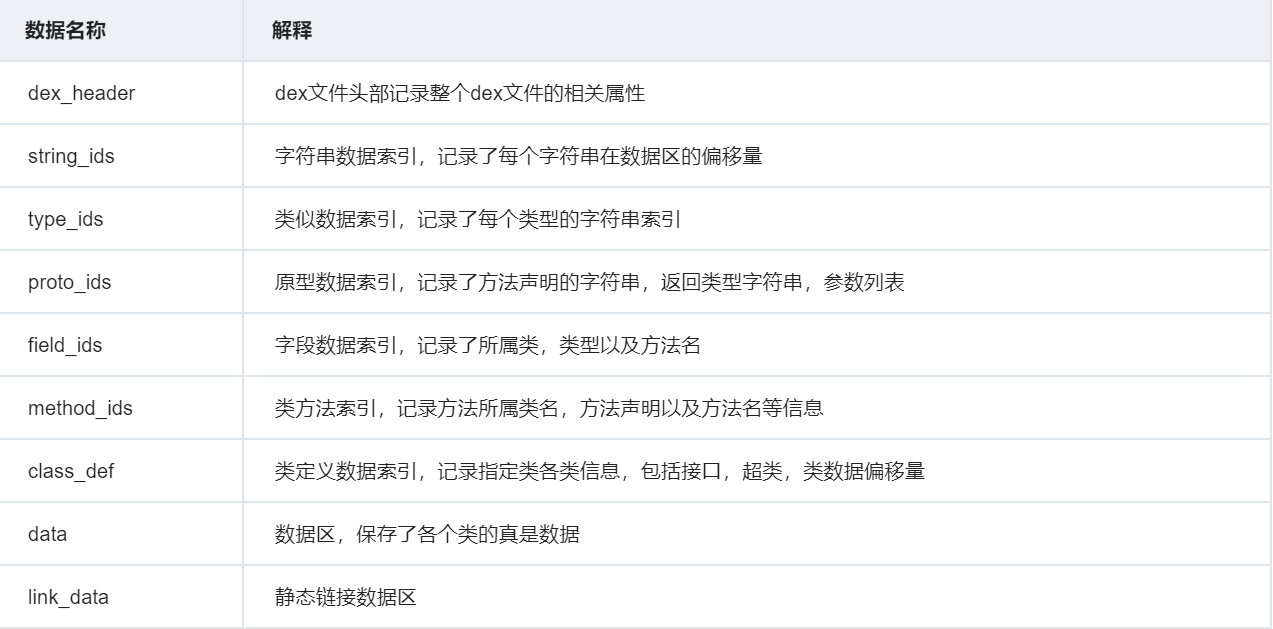 数据名称 解释
dex_header dex文件头部记录整个dex文件的相关属性
string_ids 字符串数据索引，记录了每个字符串在数据区的偏移量
type_ids 类似数据索引，记录了每个类型的字符串索引
proto_ids 原型数据索引，记录了方法声明的字符串，返回类型字符串，参数列表
field_ids 字段数据索引，记录了所属类，类型以及方法名
method_ids 类方法索引，记录方法所属类名，方法声明以及方法名等信息
class_def 类定义数据索引，记录指定类各类信息，包括接口，超类，类数据偏移量
data 数据区，保存了各个类的真是数据
link_data 静态链接数据区